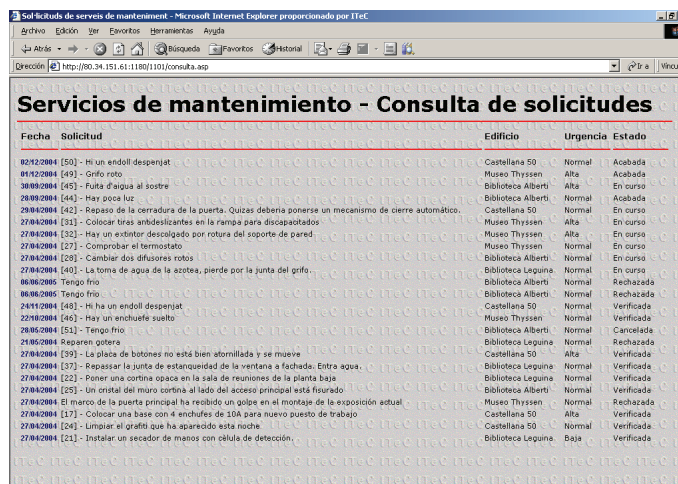 Sol·licituds de serveis de manteniment - Microsoft Internet Explorer proporcionado por ITeC
Archivo Edición Ver Favoritos Herramientas Ayuda
Atrás Búsqueda Favoritos Historial
Dirección http://80.34.151.61:1180/1101/consulta.asp Ir a Víncu
Servicios de mantenimiento - Consulta de solicitudes
Fecha Solicitud Edificio Urgencia Estado
02/12/2004 [50] - Hi un endoll despenjat Castellana 50 Normal Acabada
01/12/2004 [49] - Grifo roto Museo Thyssen Alta Acabada
30/09/2004 [45] - Fuita d'aigua al sostre Biblioteca Alberti Alta En curso
28/09/2004 [44] - Hay poca luz Biblioteca Alberti Normal Acabada
29/04/2004 [42] - Repaso de la cerradura de la puerta. Quizas deberia ponerse un mecanismo de cierre automático. Castellana 50 Normal En curso
27/04/2004 [31] - Colocar tiras antideslizantes en la rampa para discapacitados Museo Thyssen Alta En curso
27/04/2004 [32] - Hay un extintor descolgado por rotura del soporte de pared Museo Thyssen Alta En curso
27/04/2004 [27] - Comprobar el termostato Museo Thyssen Normal En curso
27/04/2004 [28] - Cambiar dos difusores rotos Biblioteca Alberti Normal En curso
27/04/2004 [40] - La toma de agua de la azotea, pierde por la junta del grifo. Biblioteca Leguina Normal En curso
06/06/2005 Tengo frio Biblioteca Alberti Normal Rechazada
06/06/2005 Tengo frio Biblioteca Alberti Normal Rechazada
24/11/2004 [48] - Hi ha un endoll despenjat Castellana 50 Normal Verificada
22/10/2004 [46] - Hay un enchuefe suelto Museo Thyssen Normal Verificada
28/05/2004 [51] - Tengo frio Biblioteca Alberti Normal Cancelada
21/05/2004 Reparen gotera Biblioteca Leguina Normal Rechazada
27/04/2004 [39] - La placa de botones no está bien atornillada y se mueve Castellana 50 Alta Verificada
27/04/2004 [37] - Repassar la junta de estanqueidad de la ventana a fachada. Entra agua. Biblioteca Leguina Normal Verificada
27/04/2004 [22] - Poner una cortina opaca en la sala de reuniones de la planta baja Biblioteca Leguina Normal Verificada
27/04/2004 [25] - Un cristal del muro cortina al lado del acceso principal está fisurado Biblioteca Alberti Normal Verificada
27/04/2004 El marco de la puerta principal ha recibido un golpe en el montaje de la exposición actual Museo Thyssen Normal Rechazada
27/04/2004 [17] - Colocar una base con 4 enchufes de 10A para nuevo puesto de trabajo Castellana 50 Alta Verificada
27/04/2004 [24] - Limpiar el grafiti que ha aparecido esta noche Castellana 50 Normal Verificada
27/04/2004 [21] - Instalar un secador de manos con cèlula de detección. Biblioteca Leguina Baja Verificada